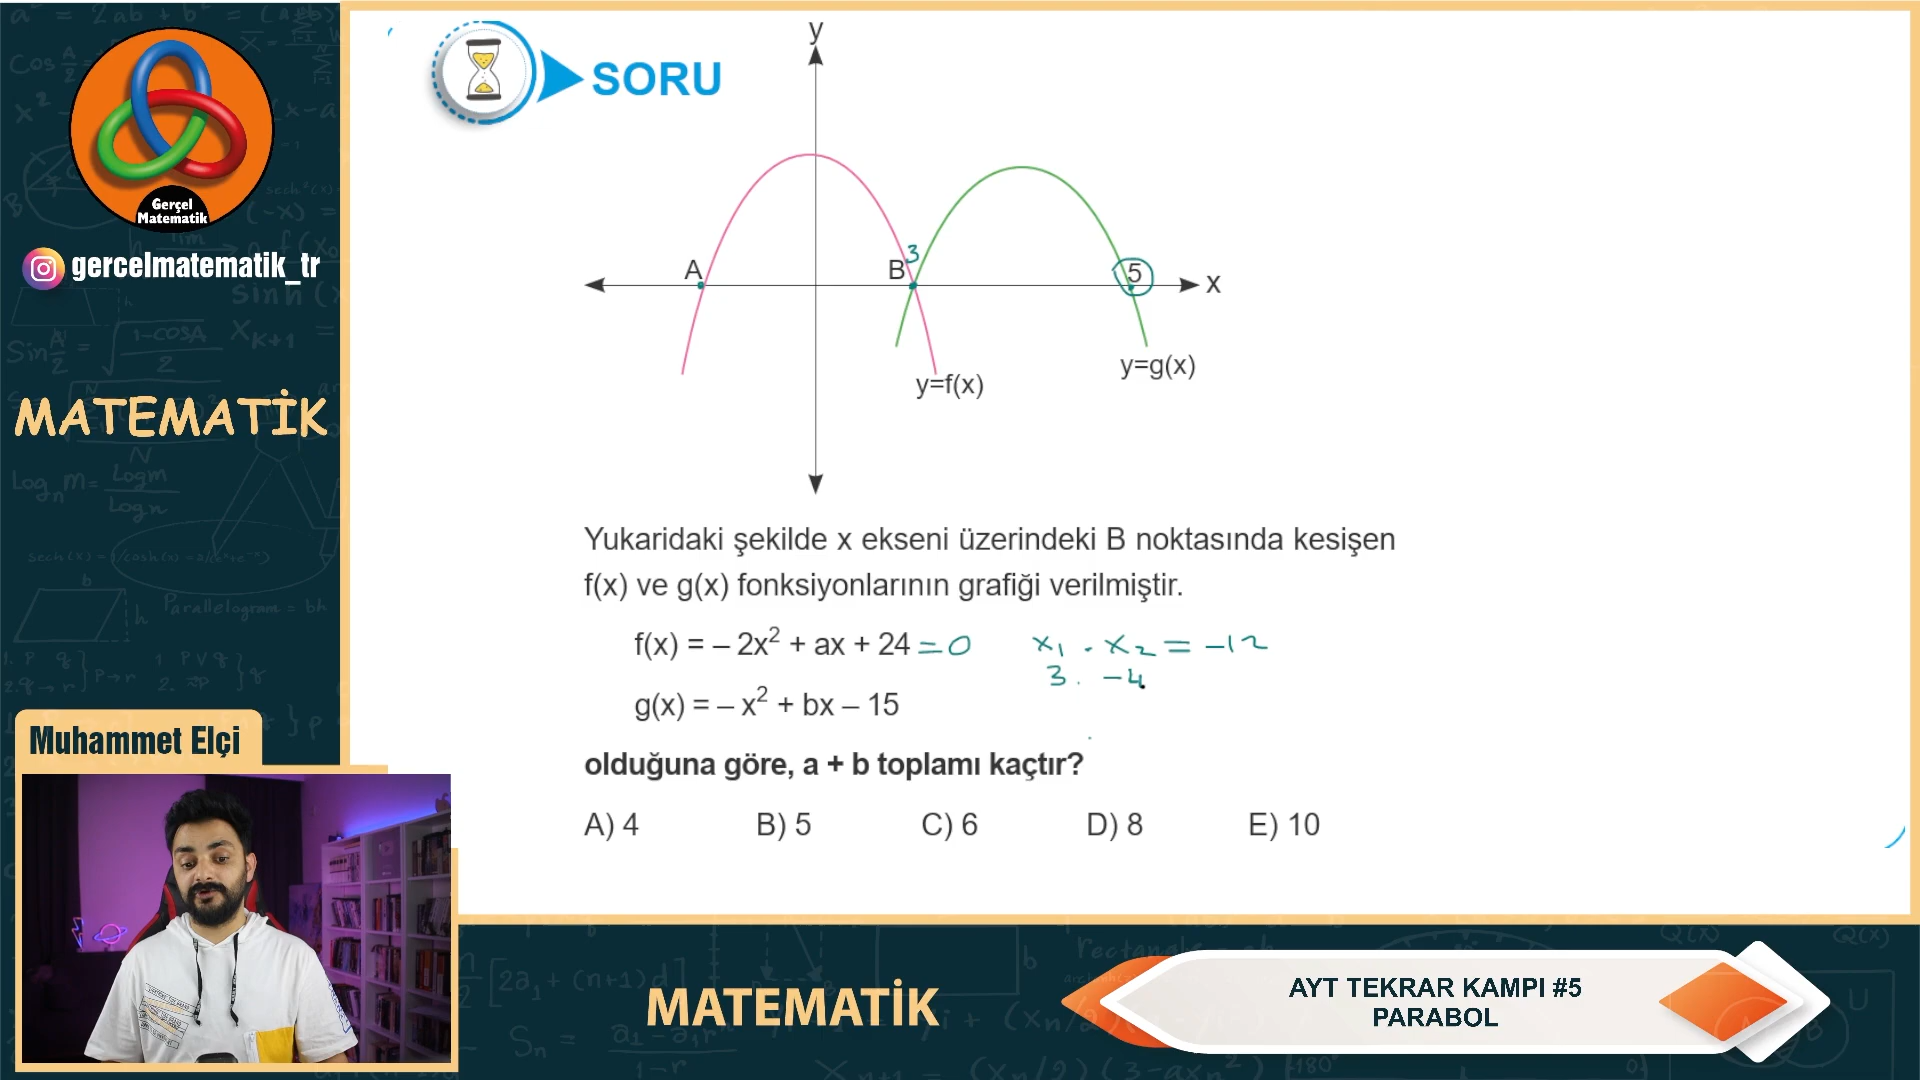 SORU
y
Gerçel
Matematik
gercelmatematik_tr
MATEMATİK
A
B
3
5
x
y=f(x)
y=g(x)
Yukaridaki şekilde x ekseni üzerindeki B noktasında kesişen
f(x) ve g(x) fonksiyonlarının grafiği verilmiştir.
f(x) = – 2x² + ax + 24 = 0
x₁ . x₂ = -12
3 . -4
g(x) = – x² + bx – 15
olduğuna göre, a + b toplamı kaçtır?
A) 4 B) 5 C) 6 D) 8 E) 10
Muhammet Elçi
MATEMATİK
AYT TEKRAR KAMPI #5
PARABOL